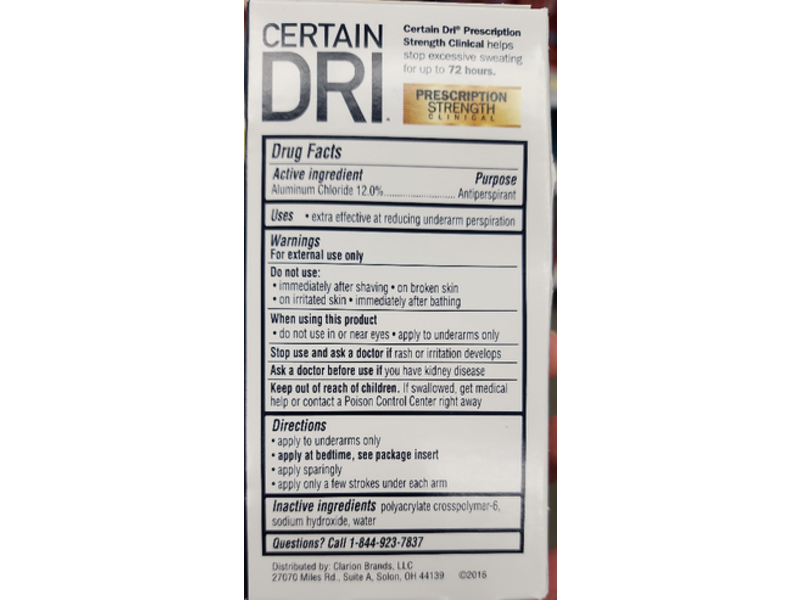 CERTAIN
DRI.
Certain Dri® Prescription
Strength Clinical helps
stop excessive sweating
for up to 72 hours.
PRESCRIPTION
STRENGTH
CLINICAL
Drug Facts
Active ingredient Purpose
Aluminum Chloride 12.0%........................ Antiperspirant
Uses • extra effective at reducing underarm perspiration
Warnings
For external use only
Do not use:
• immediately after shaving • on broken skin
• on irritated skin • immediately after bathing
When using this product
• do not use in or near eyes • apply to underarms only
Stop use and ask a doctor if rash or irritation develops
Ask a doctor before use if you have kidney disease
Keep out of reach of children. If swallowed, get medical
help or contact a Poison Control Center right away
Directions
• apply to underarms only
• apply at bedtime, see package insert
• apply sparingly
• apply only a few strokes under each arm
Inactive ingredients polyacrylate crosspolymer-6,
sodium hydroxide, water
Questions? Call 1-844-923-7837
Distributed by: Clarion Brands, LLC
27070 Miles Rd., Suite A, Solon, OH 44139 ©2016